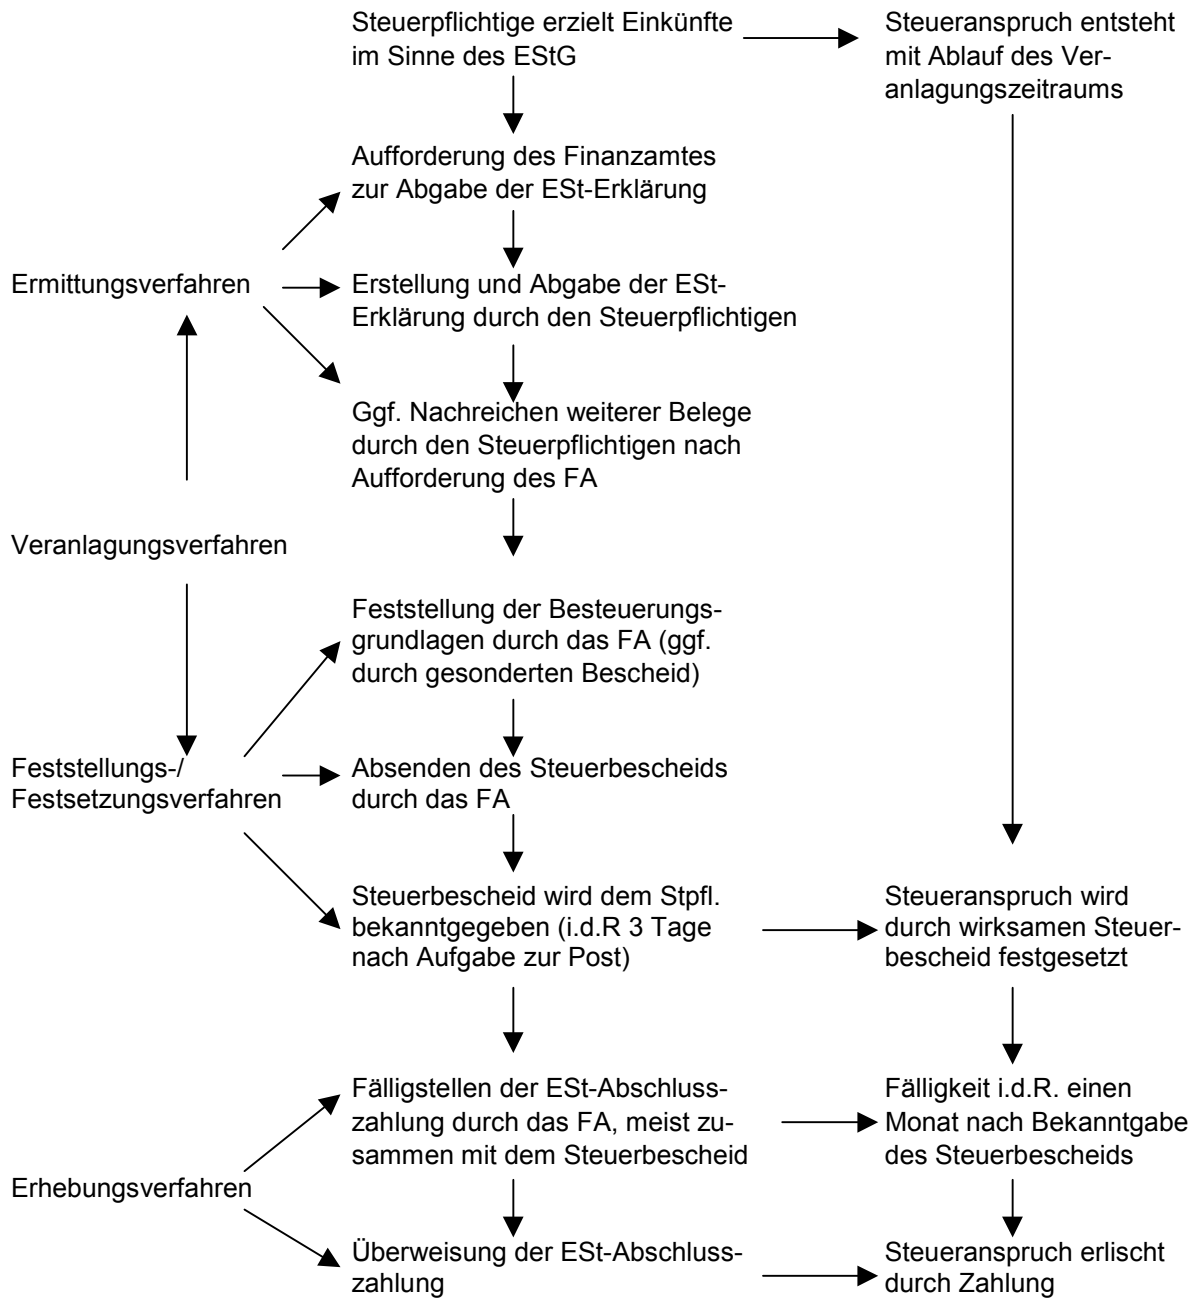 Steuerpflichtige erzielt Einkünfte
im Sinne des EStG
Steueranspruch entsteht
mit Ablauf des Ver-
anlagungszeitraums
Aufforderung des Finanzamtes
zur Abgabe der ESt-Erklärung
Ermittungsverfahren
Erstellung und Abgabe der ESt-
Erklärung durch den Steuerpflichtigen
Ggf. Nachreichen weiterer Belege
durch den Steuerpflichtigen nach
Aufforderung des FA
Veranlagungsverfahren
Feststellung der Besteuerungs-
grundlagen durch das FA (ggf.
durch gesonderten Bescheid)
Feststellungs-/
Festsetzungsverfahren
Absenden des Steuerbescheids
durch das FA
Steuerbescheid wird dem Stpfl.
bekanntgegeben (i.d.R 3 Tage
nach Aufgabe zur Post)
Steueranspruch wird
durch wirksamen Steuer-
bescheid festgesetzt
Fälligstellen der ESt-Abschluss-
zahlung durch das FA, meist zu-
sammen mit dem Steuerbescheid
Fälligkeit i.d.R. einen
Monat nach Bekanntgabe
des Steuerbescheids
Erhebungsverfahren
Überweisung der ESt-Abschluss-
zahlung
Steueranspruch erlischt
durch Zahlung